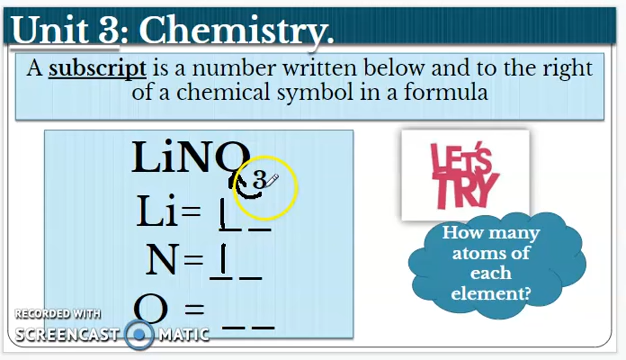 Unit 3: Chemistry.
A subscript is a number written below and to the right
of a chemical symbol in a formula
LiNO3
Li= 1 _
N= 1 _
O = _ _
LET'S
TRY
How many
atoms of
each
element?
RECORDED WITH
SCREENCAST MATIC